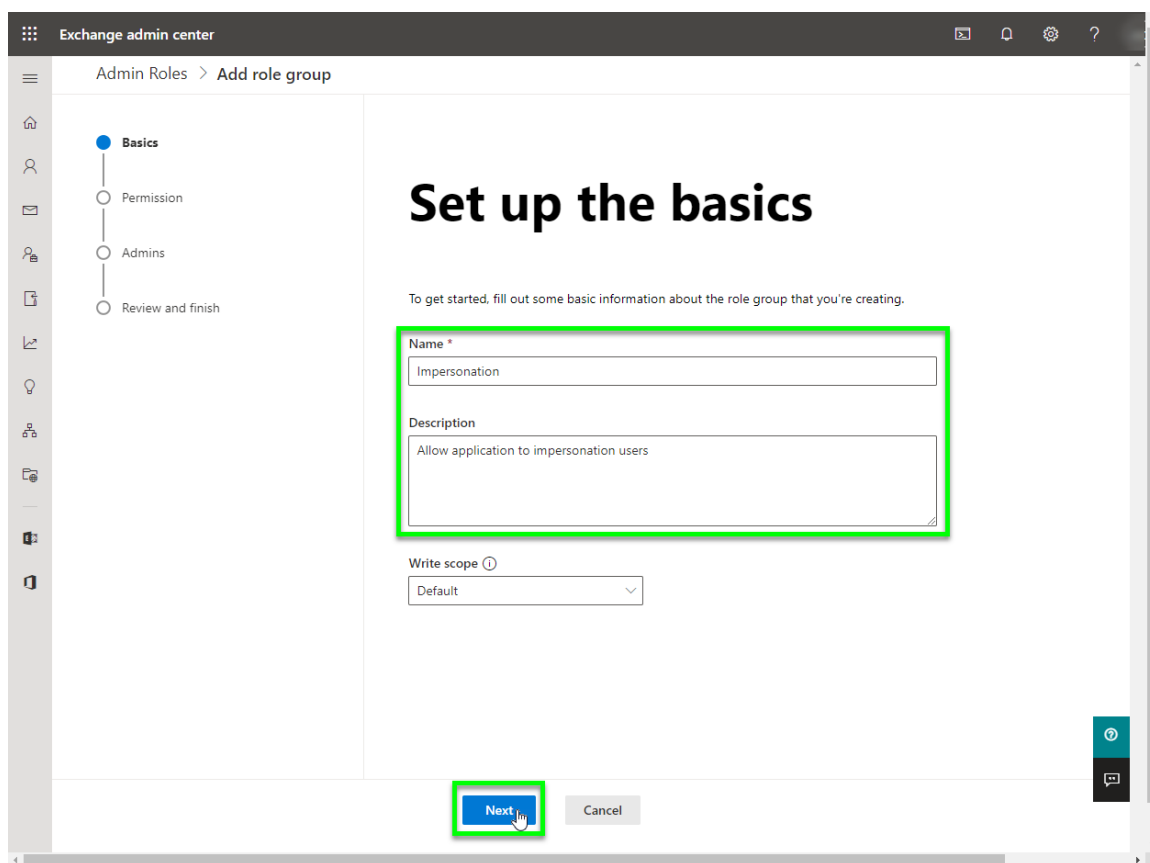 Exchange admin center
Admin Roles > Add role group
Basics
Permission
Admins
Review and finish
Set up the basics
To get started, fill out some basic information about the role group that you're creating.
Name *
Impersonation
Description
Allow application to impersonation users
Write scope
Default
Next
Cancel